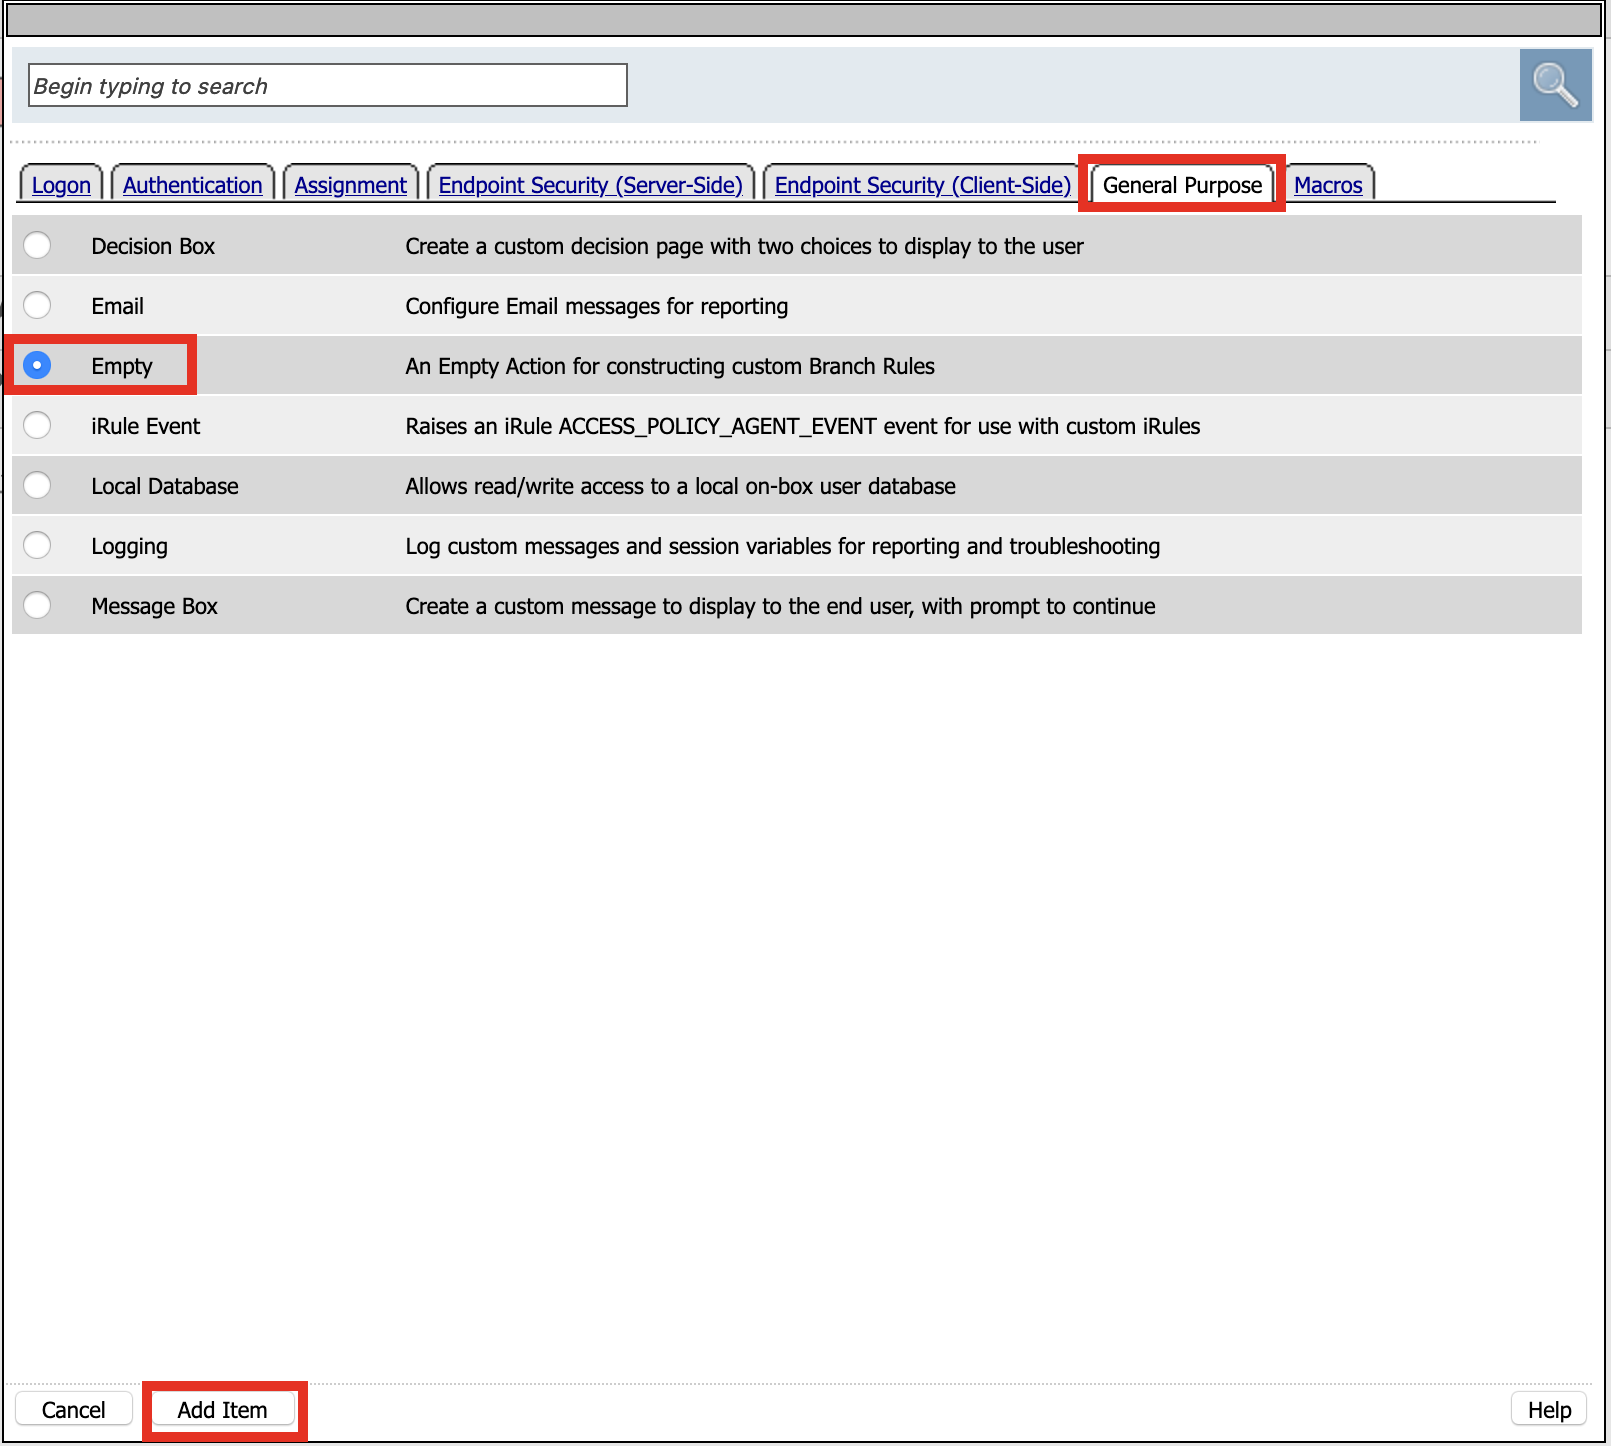 Begin typing to search
Logon Authentication Assignment Endpoint Security (Server-Side) Endpoint Security (Client-Side) General Purpose Macros
Decision Box Create a custom decision page with two choices to display to the user
Email Configure Email messages for reporting
Empty An Empty Action for constructing custom Branch Rules
iRule Event Raises an iRule ACCESS_POLICY_AGENT_EVENT event for use with custom iRules
Local Database Allows read/write access to a local on-box user database
Logging Log custom messages and session variables for reporting and troubleshooting
Message Box Create a custom message to display to the end user, with prompt to continue
Cancel Add Item Help